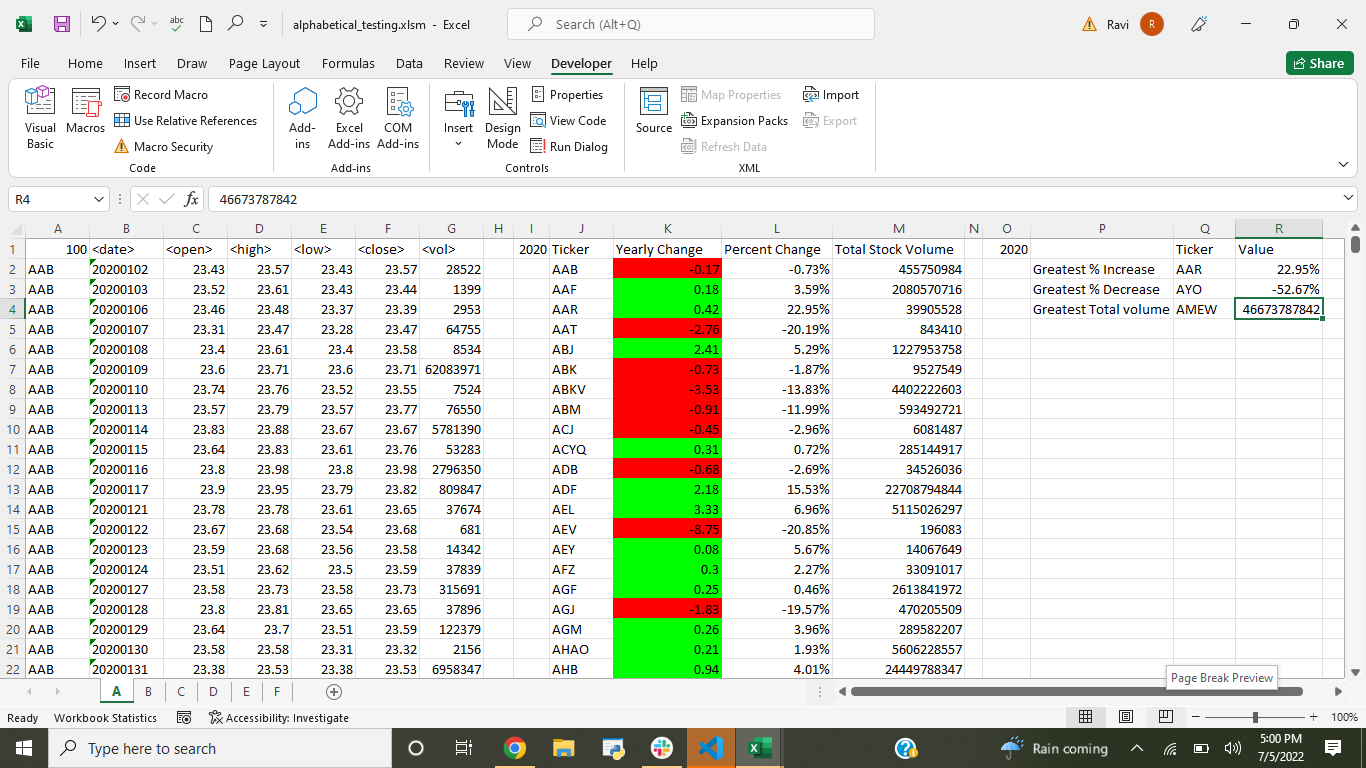 alphabetical_testing.xlsm - Excel
Search (Alt+Q)
Ravi R
File Home Insert Draw Page Layout Formulas Data Review View Developer Help Share
Visual Basic
Macros
Record Macro
Use Relative References
Macro Security
Code
Add-ins
Excel Add-ins
COM Add-ins
Add-ins
Insert
Design Mode
Properties
View Code
Run Dialog
Controls
Source
Map Properties
Expansion Packs
Refresh Data
Import
Export
XML
R4 fx 46673787842
A B C D E F G H I J K L M N O P Q R
1 100 <date> <open> <high> <low> <close> <vol> 2020 Ticker Yearly Change Percent Change Total Stock Volume 2020 Ticker Value
2 AAB 20200102 23.43 23.57 23.43 23.57 28522 AAB -0.17 -0.73% 455750984 Greatest % Increase AAR 22.95%
3 AAB 20200103 23.52 23.61 23.43 23.44 1399 AAF 0.18 3.59% 2080570716 Greatest % Decrease AYO -52.67%
4 AAB 20200106 23.46 23.48 23.37 23.39 2953 AAR 0.42 22.95% 39905528 Greatest Total volume AMEW 46673787842
5 AAB 20200107 23.31 23.47 23.28 23.47 64755 AAT -2.76 -20.19% 843410
6 AAB 20200108 23.4 23.61 23.4 23.58 8534 ABJ 2.41 5.29% 1227953758
7 AAB 20200109 23.6 23.71 23.6 23.71 62083971 ABK -0.73 -1.87% 9527549
8 AAB 20200110 23.74 23.76 23.52 23.55 7524 ABKV -3.53 -13.83% 4402222603
9 AAB 20200113 23.57 23.79 23.57 23.77 76550 ABM -0.91 -11.99% 593492721
10 AAB 20200114 23.83 23.88 23.67 23.67 5781390 ACJ -0.45 -2.96% 6081487
11 AAB 20200115 23.64 23.83 23.61 23.76 53283 ACYQ 0.31 0.72% 285144917
12 AAB 20200116 23.8 23.98 23.8 23.98 2796350 ADB -0.68 -2.69% 34526036
13 AAB 20200117 23.9 23.95 23.79 23.82 809847 ADF 2.18 15.53% 22708794844
14 AAB 20200121 23.78 23.78 23.61 23.65 37674 AEL 3.33 6.96% 5115026297
15 AAB 20200122 23.67 23.68 23.54 23.68 681 AEV -8.75 -20.85% 196083
16 AAB 20200123 23.59 23.68 23.56 23.58 14342 AEY 0.08 5.67% 14067649
17 AAB 20200124 23.51 23.62 23.5 23.59 37839 AFZ 0.3 2.27% 33091017
18 AAB 20200127 23.58 23.73 23.58 23.73 315691 AGF 0.25 0.46% 2613841972
19 AAB 20200128 23.8 23.81 23.65 23.65 37896 AGJ -1.83 -19.57% 470205509
20 AAB 20200129 23.64 23.7 23.51 23.59 122379 AGM 0.26 3.96% 289582207
21 AAB 20200130 23.58 23.58 23.31 23.32 2156 AHAO 0.21 1.93% 5606228557
22 AAB 20200131 23.38 23.53 23.38 23.53 6958347 AHB 0.94 4.01% 24449788347
Page Break Preview
A B C D E F
Ready Workbook Statistics Accessibility: Investigate 100%
Type here to search
Rain coming
5:00 PM
7/5/2022